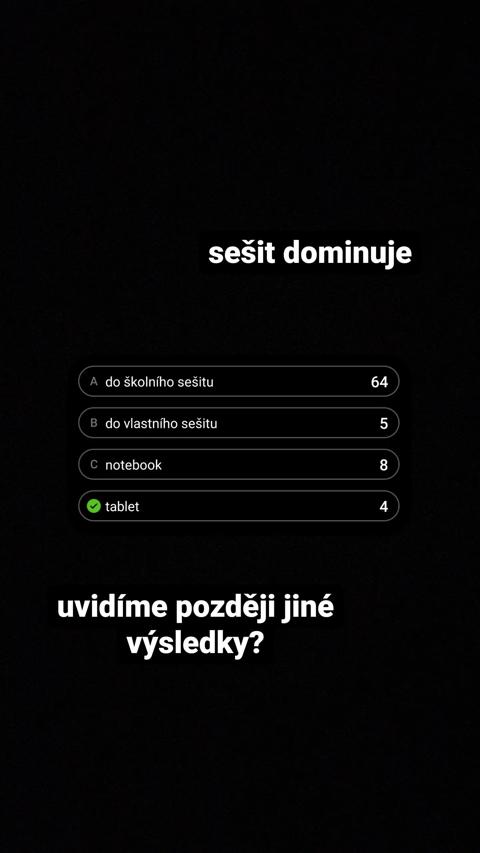 sešit dominuje
A do školního sešitu 64
B do vlastního sešitu 5
C notebook 8
tablet 4
uvidíme později jiné
výsledky?